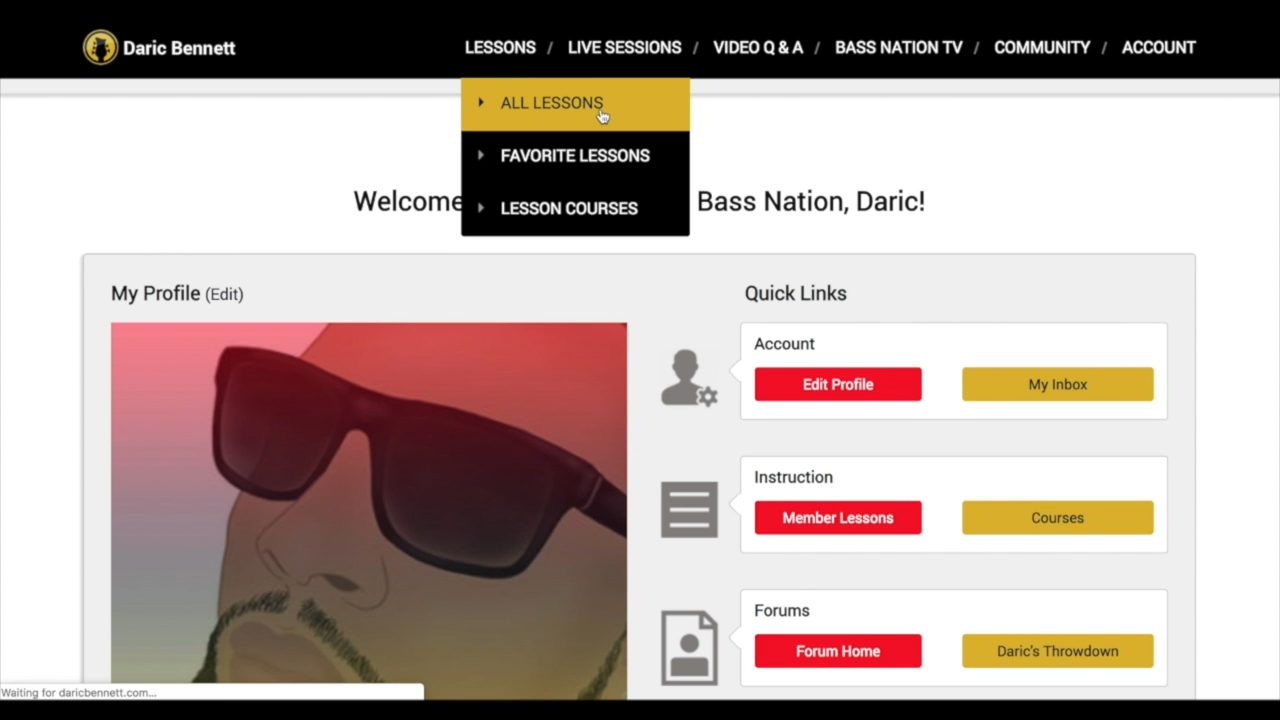 Daric Bennett
LESSONS / LIVE SESSIONS / VIDEO Q & A / BASS NATION TV / COMMUNITY / ACCOUNT
ALL LESSONS
FAVORITE LESSONS
LESSON COURSES
Welcome Bass Nation, Daric!
My Profile (Edit)
Quick Links
Account
Edit Profile My Inbox
Instruction
Member Lessons Courses
Forums
Forum Home Daric's Throwdown
Waiting for daricbennett.com...